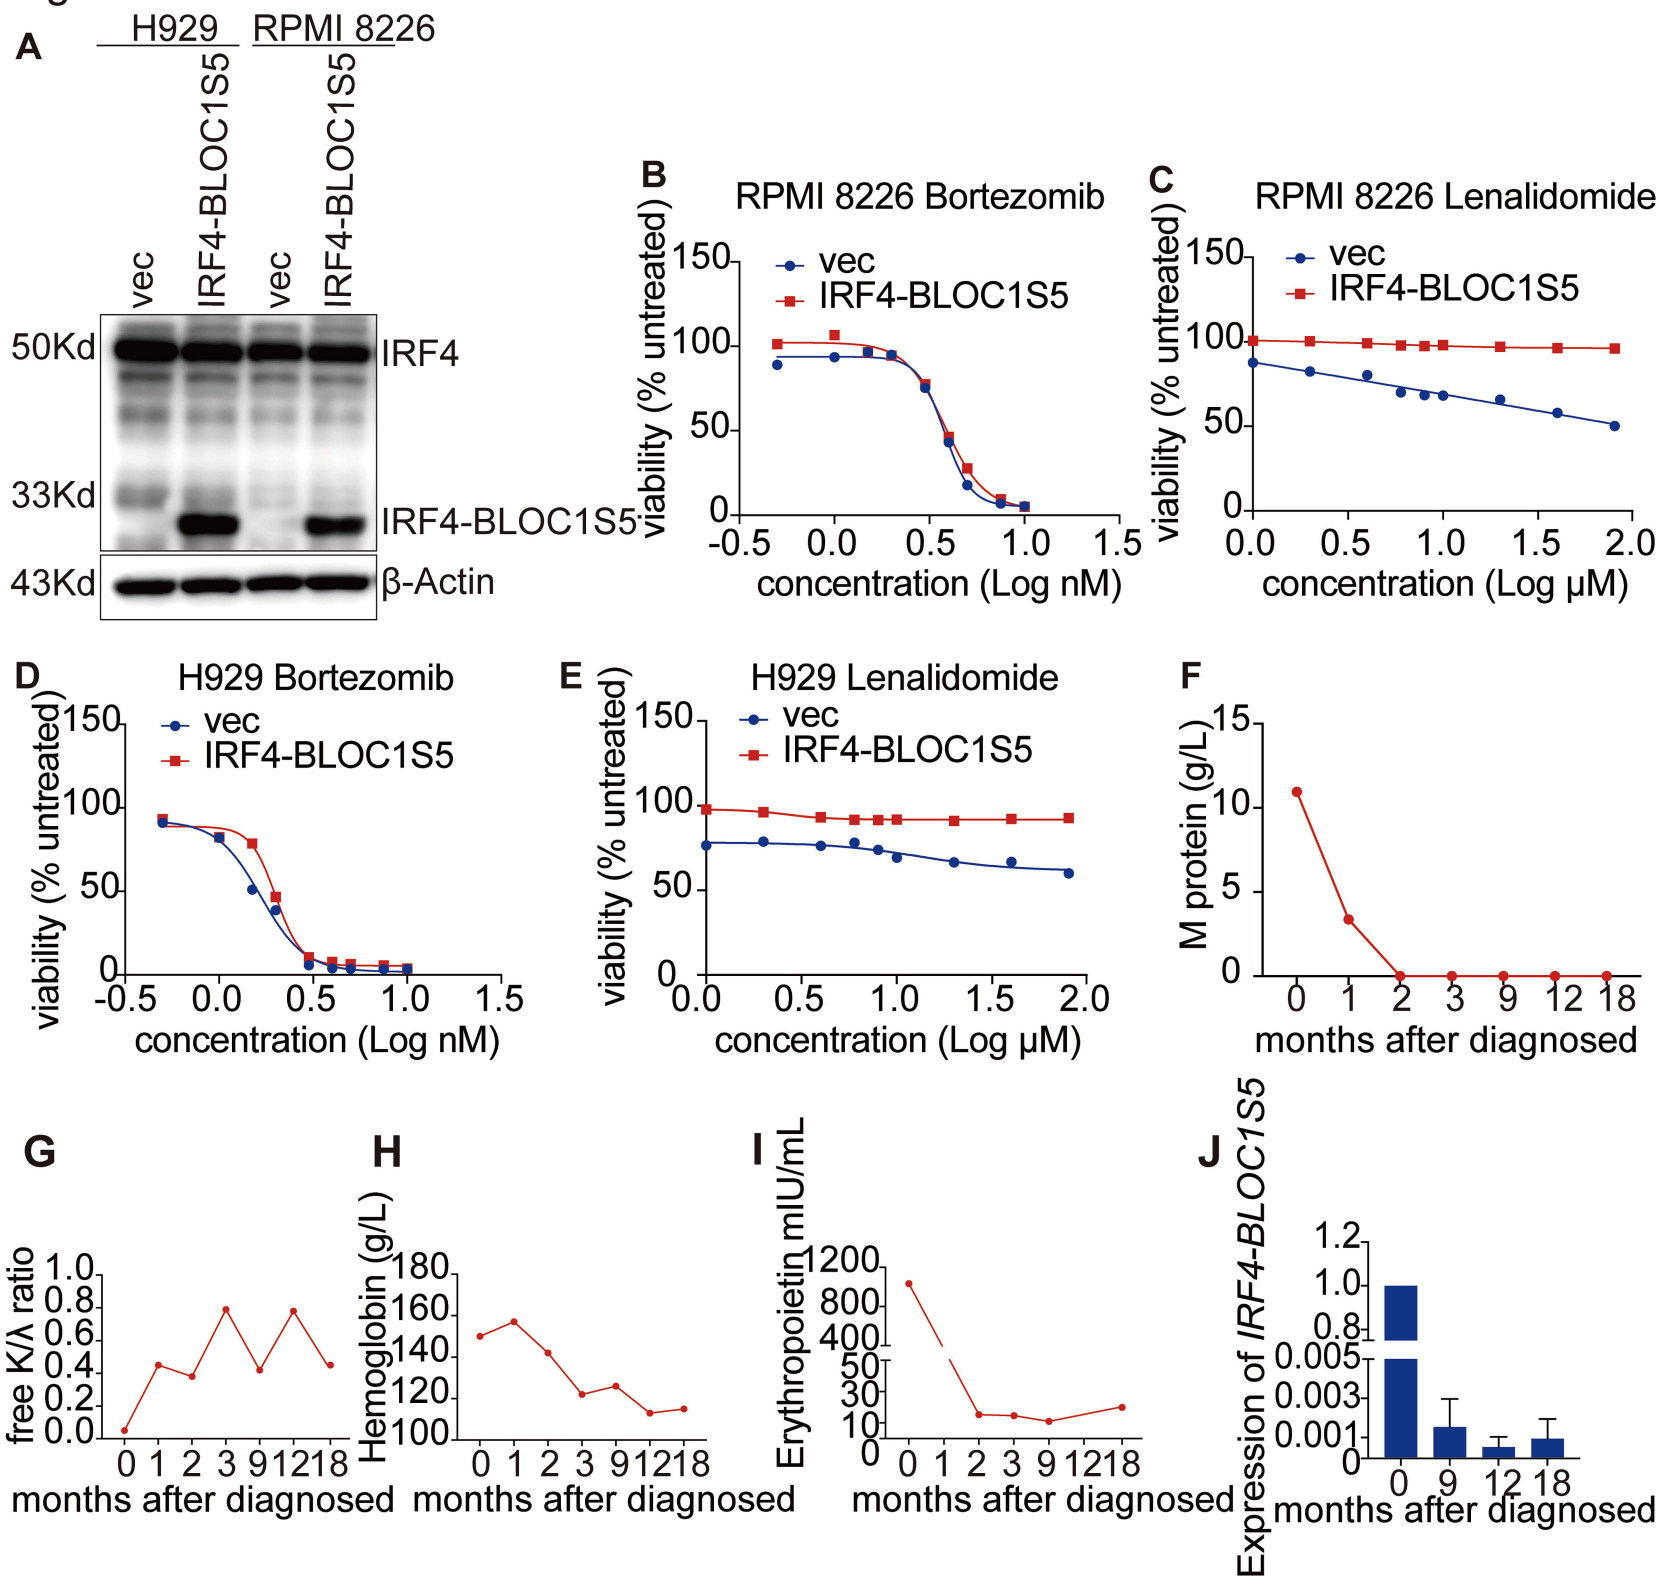 A
H929
RPMI 8226
vec
IRF4-BLOC1S5
vec
IRF4-BLOC1S5
50Kd
IRF4
33Kd
IRF4-BLOC1S5
43Kd
β-Actin
B
RPMI 8226 Bortezomib
vec
IRF4-BLOC1S5
viability (% untreated)
150
100
50
0
-0.5 0.0 0.5 1.0 1.5
concentration (Log nM)
C
RPMI 8226 Lenalidomide
vec
IRF4-BLOC1S5
viability (% untreated)
150
100
50
0
0.0 0.5 1.0 1.5 2.0
concentration (Log µM)
D
H929 Bortezomib
vec
IRF4-BLOC1S5
viability (% untreated)
150
100
50
0
-0.5 0.0 0.5 1.0 1.5
concentration (Log nM)
E
H929 Lenalidomide
vec
IRF4-BLOC1S5
viability (% untreated)
150
100
50
0
0.0 0.5 1.0 1.5 2.0
concentration (Log µM)
F
M protein (g/L)
15
10
5
0
0 1 2 3 9 12 18
months after diagnosed
G
free K/λ ratio
1.0
0.8
0.6
0.4
0.2
0.0
0 1 2 3 9 12 18
months after diagnosed
H
Hemoglobin (g/L)
180
160
140
120
100
0 1 2 3 9 12 18
months after diagnosed
I
Erythropoietin mIU/mL
1200
800
400
50
30
10
0
0 1 2 3 9 12 18
months after diagnosed
J
Expression of IRF4-BLOC1S5
1.2
1.0
0.8
0.005
0.003
0.001
0
0 9 12 18
months after diagnosed